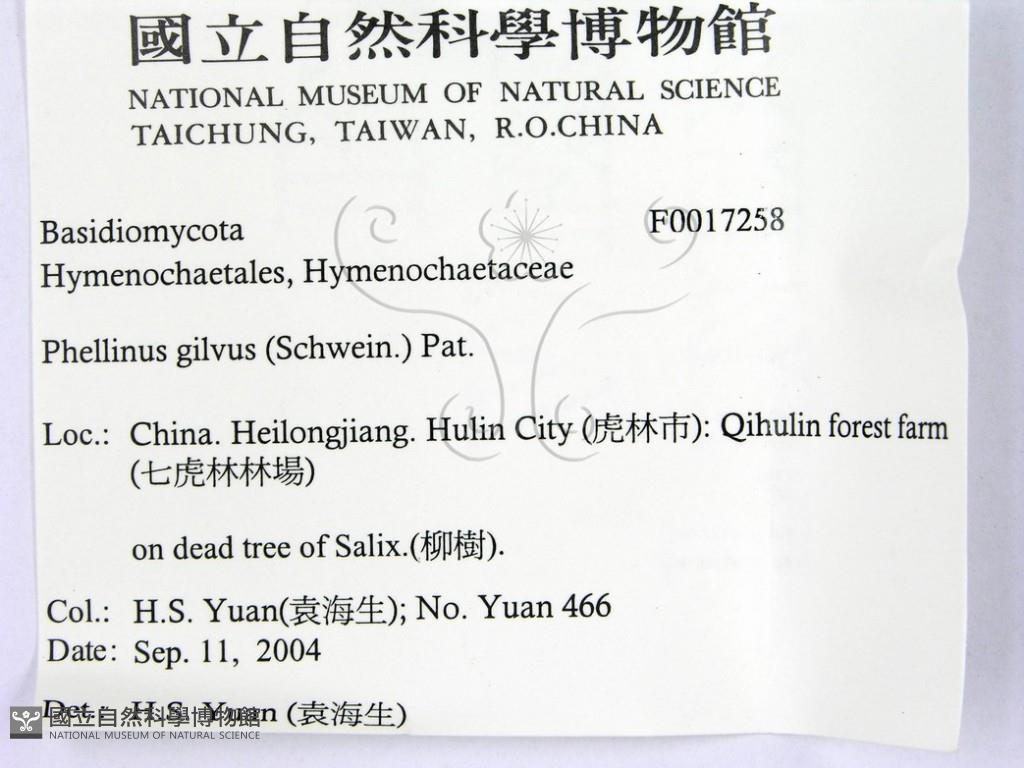 國立自然科學博物館
NATIONAL MUSEUM OF NATURAL SCIENCE
TAICHUNG, TAIWAN, R.O.CHINA
Basidiomycota F0017258
Hymenochaetales, Hymenochaetaceae
Phellinus gilvus (Schwein.) Pat.
Loc.: China. Heilongjiang. Hulin City (虎林市): Qihulin forest farm
(七虎林林場)
on dead tree of Salix.(柳樹).
Col.: H.S. Yuan(袁海生); No. Yuan 466
Date: Sep. 11, 2004
Det.: H.S. Yuan (袁海生)
國立自然科學博物館
NATIONAL MUSEUM OF NATURAL SCIENCE